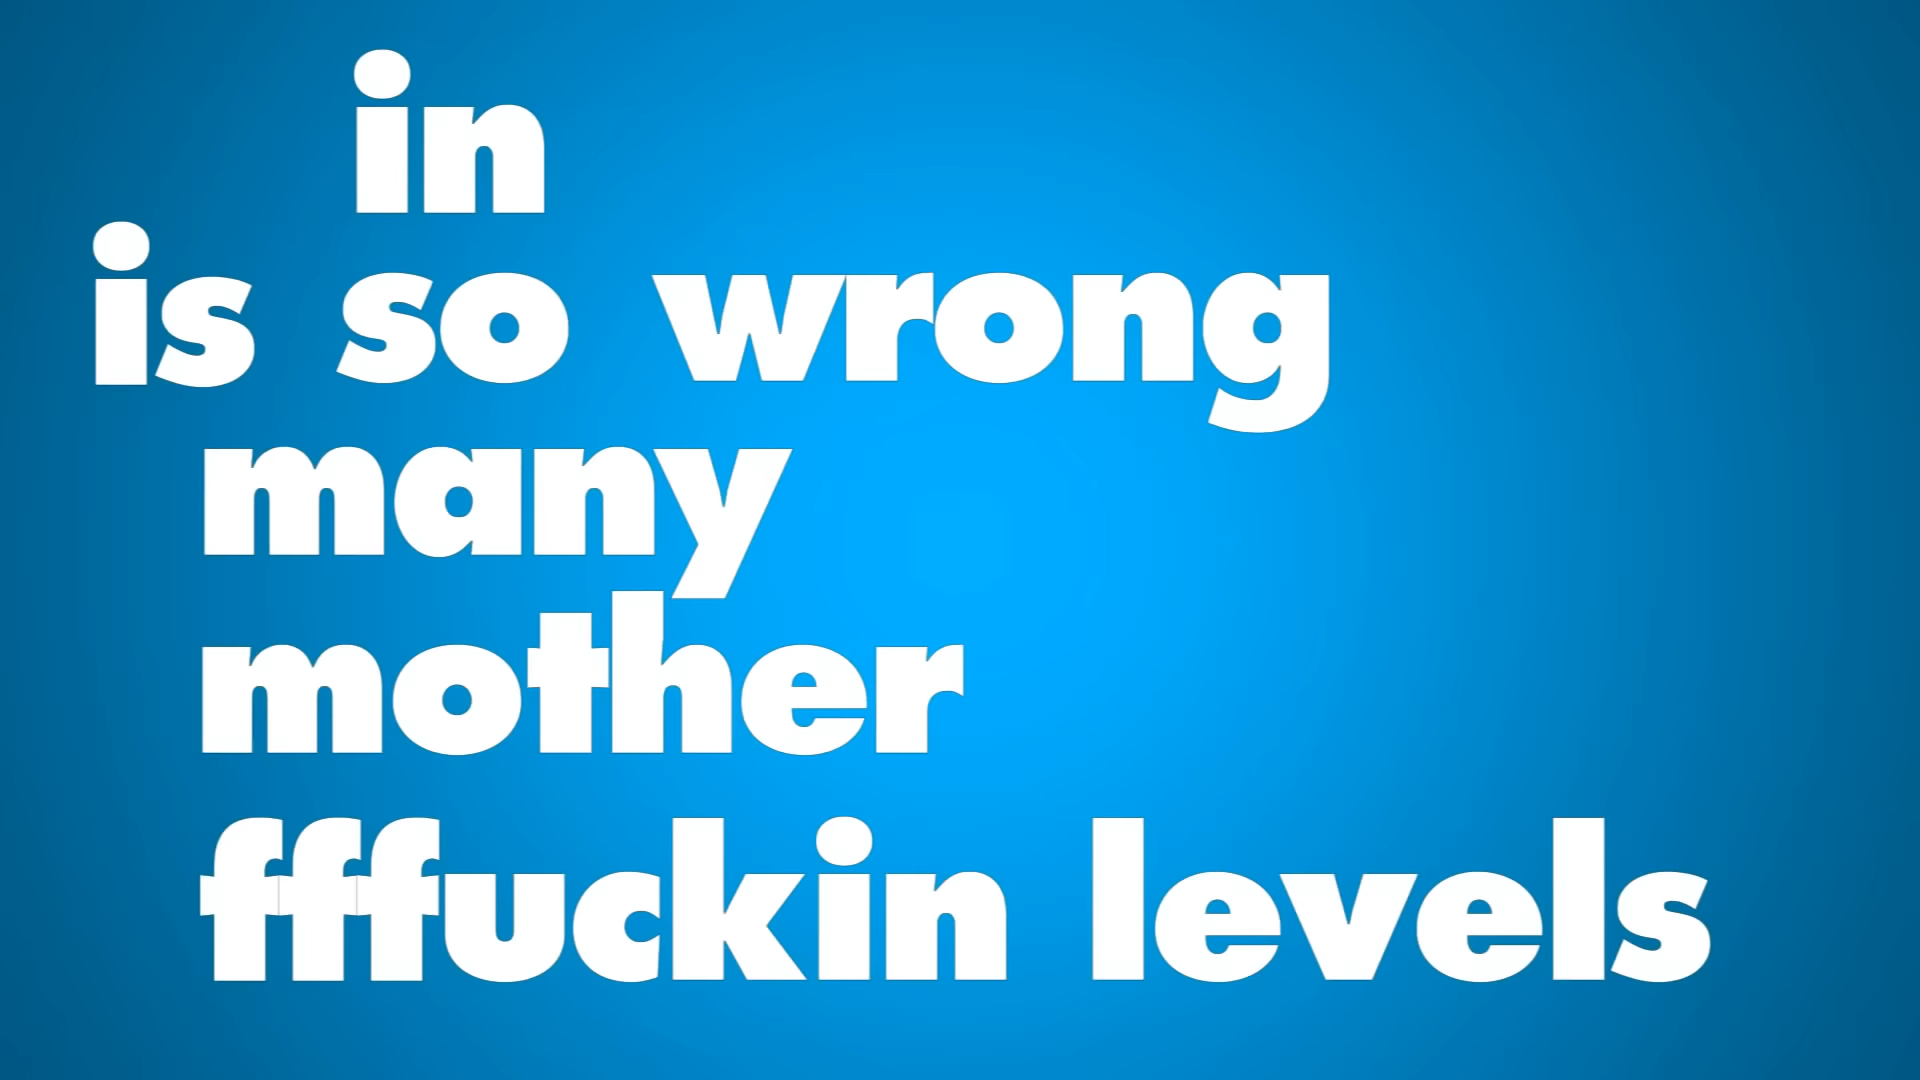 in
is so wrong
many
mother
fffuckin levels